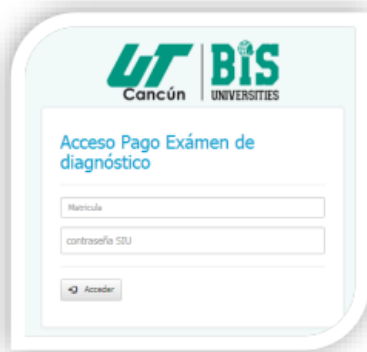 UT BIS
Cancún UNIVERSITIES
Acceso Pago Exámen de
diagnóstico
Matricula
contraseña SIU
Acceder